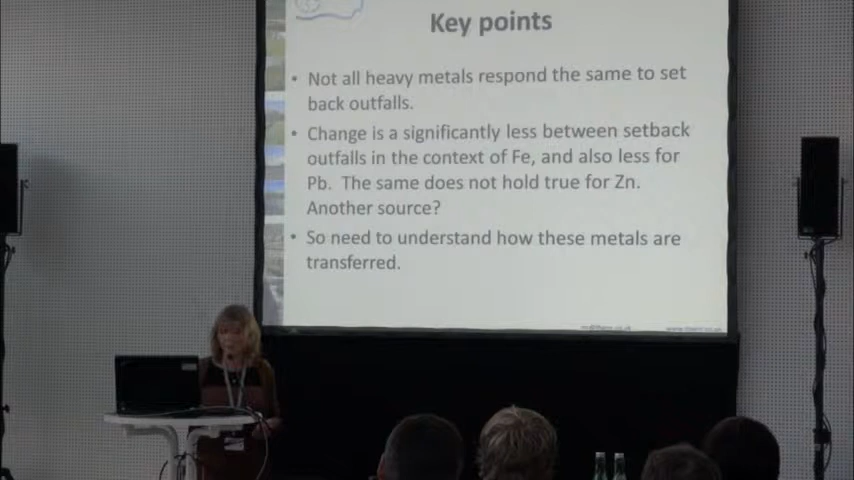 Key points
• Not all heavy metals respond the same to set
back outfalls.
• Change is a significantly less between setback
outfalls in the context of Fe, and also less for
Pb. The same does not hold true for Zn.
Another source?
• So need to understand how these metals are
transferred.